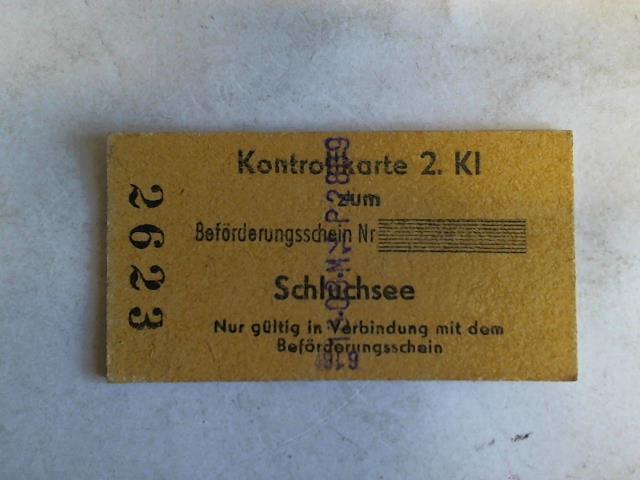 Kontrollkarte 2. Kl
zum
Beförderungsschein Nr
Schluchsee
Nur gültig in Verbindung mit dem
Beförderungsschein
2623